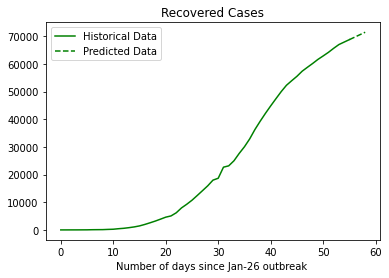 Recovered Cases
Historical Data
Predicted Data
70000
60000
50000
40000
30000
20000
10000
0
0 10 20 30 40 50 60
Number of days since Jan-26 outbreak